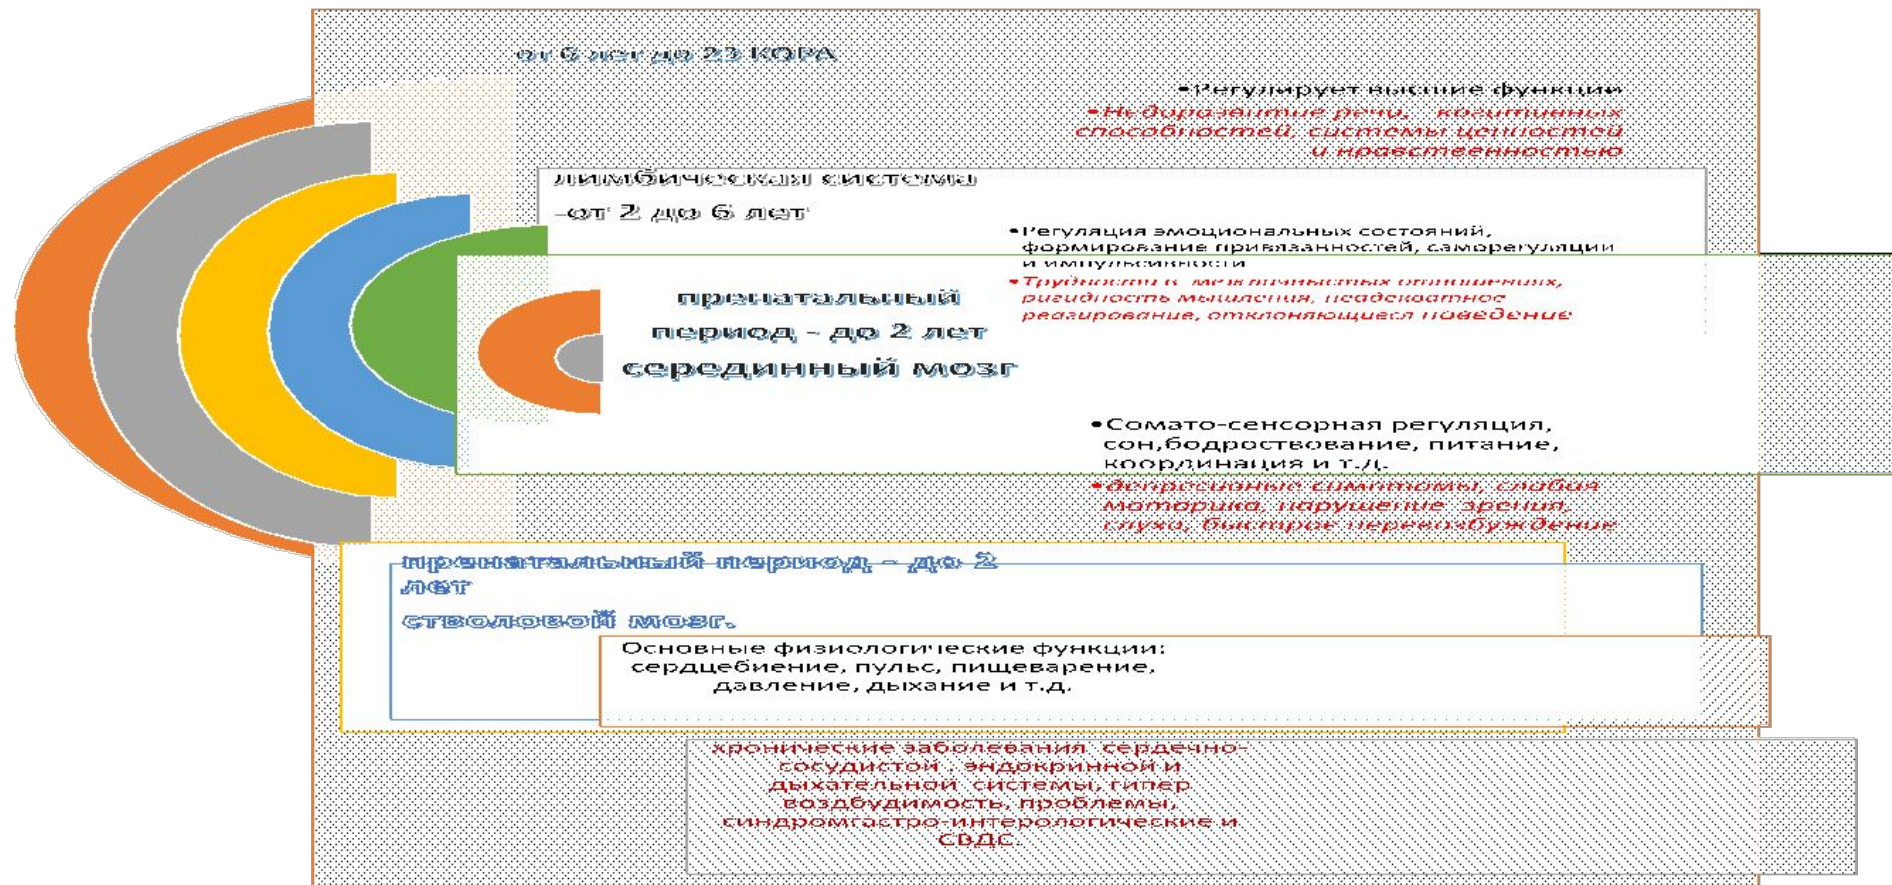 от 6 лет до 23 КОРА
•Регулирует высшие функции
•Недоразвитие речи, когитивных
способностей, системы ценностей
и нравственностью
лимбическая система
-от 2 до 6 лет
•Регуляция эмоциональных состояний,
формирование привязанностей, саморегуляции
и импульсивности
•Трудности в межличностных отношениях,
ригидность мышления, неадекватное
реагирование, отклоняющиеся поведение
пренатальный
период - до 2 лет
серединный мозг
•Сомато-сенсорная регуляция,
сон,бодроствование, питание,
координация и т.д.
•депресивные симптомы, слабая
моторика, нарушение зрения,
слуха, быстрое перевозбуждение
пренатальный период - до 2
лет
стволовой мозг.
Основные физиологические функции:
сердцебиение, пульс, пищеварение,
давление, дыхание и т.д.
хронические заболевания сердечно-
сосудистой , эндокринной и
дыхательной системы, гипер
воздбудимость, проблемы,
синдромгастро-интерологические и
СВДС.